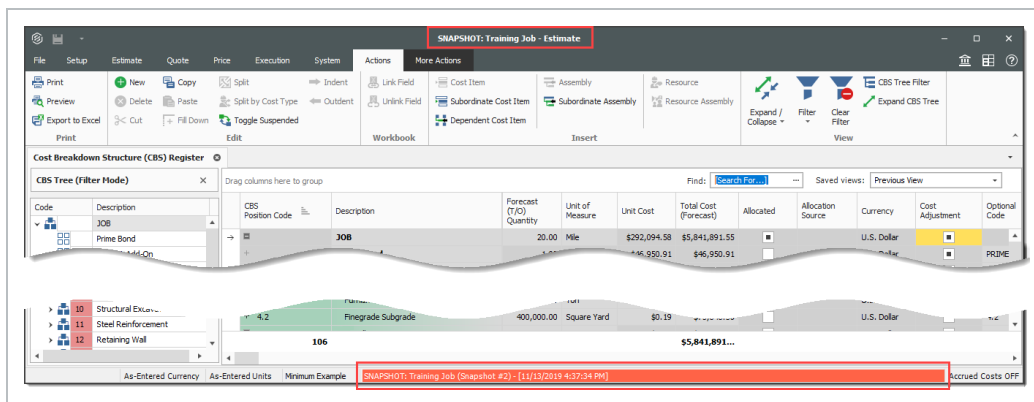 SNAPSHOT: Training Job - Estimate
File Setup Estimate Quote Price Execution System Actions More Actions
Print New Copy Split Indent Link Field Cost Item Assembly Resource CBS Tree Filter
Preview Delete Paste Split by Cost Type Outdent Unlink Field Subordinate Cost Item Subordinate Assembly Resource Assembly Expand / Collapse Filter Clear Filter Expand CBS Tree
Export to Excel Cut Fill Down Toggle Suspended Dependent Cost Item
Print Edit Workbook Insert View
Cost Breakdown Structure (CBS) Register
CBS Tree (Filter Mode) Drag columns here to group Find: [Search For...] Saved views: Previous View
Code Description CBS Position Code Description Forecast (T/O) Quantity Unit of Measure Unit Cost Total Cost (Forecast) Allocated Allocation Source Currency Cost Adjustment Optional Code
JOB JOB 20.00 Mile $292,094.58 $5,841,891.55 U.S. Dollar
Prime Bond $46,950.91 $46,950.91 U.S. Dollar PRIME
Add-On
10 Structural
11 Steel Reinforcement 4.2 Finegrade Subgrade 400,000.00 Square Yard $0.19 U.S. Dollar 4.2
12 Retaining Wall
106 $5,841,891...
As-Entered Currency As-Entered Units Minimum Example SNAPSHOT: Training Job (Snapshot #2) - [11/13/2019 4:37:34 PM] Accrued Costs OFF